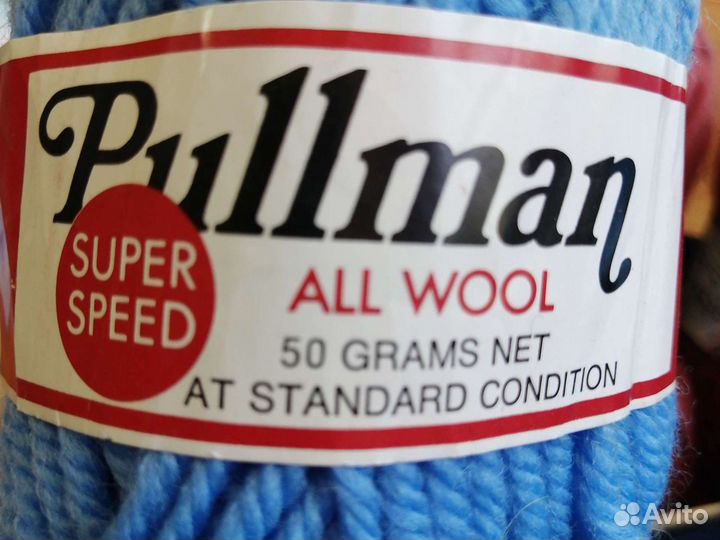 Pullman
SUPER
SPEED
ALL WOOL
50 GRAMS NET
AT STANDARD CONDITION
Avito